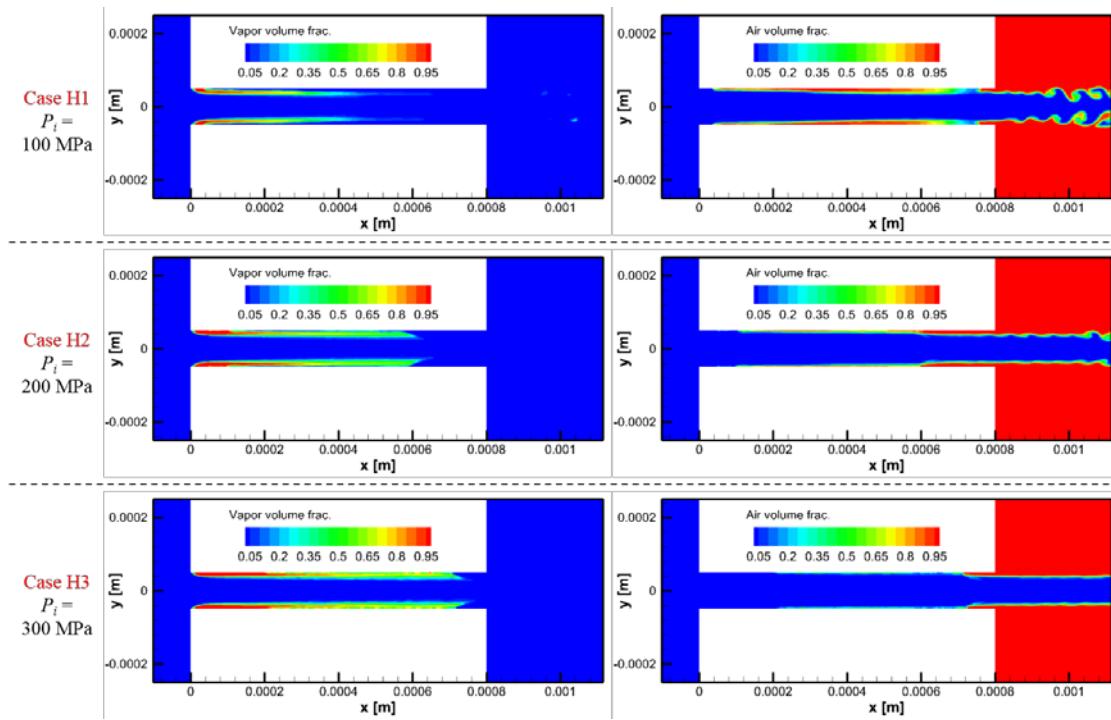 Case H1
P_i =
100 MPa
Vapor volume frac.
0.05 0.2 0.35 0.5 0.65 0.8 0.95
y [m]
0.0002
0
-0.0002
0 0.0002 0.0004 0.0006 0.0008 0.001
x [m]
Air volume frac.
0.05 0.2 0.35 0.5 0.65 0.8 0.95
y [m]
0.0002
0
-0.0002
0 0.0002 0.0004 0.0006 0.0008 0.001
x [m]
Case H2
P_i =
200 MPa
Vapor volume frac.
0.05 0.2 0.35 0.5 0.65 0.8 0.95
y [m]
0.0002
0
-0.0002
0 0.0002 0.0004 0.0006 0.0008 0.001
x [m]
Air volume frac.
0.05 0.2 0.35 0.5 0.65 0.8 0.95
y [m]
0.0002
0
-0.0002
0 0.0002 0.0004 0.0006 0.0008 0.001
x [m]
Case H3
P_i =
300 MPa
Vapor volume frac.
0.05 0.2 0.35 0.5 0.65 0.8 0.95
y [m]
0.0002
0
-0.0002
0 0.0002 0.0004 0.0006 0.0008 0.001
x [m]
Air volume frac.
0.05 0.2 0.35 0.5 0.65 0.8 0.95
y [m]
0.0002
0
-0.0002
0 0.0002 0.0004 0.0006 0.0008 0.001
x [m]